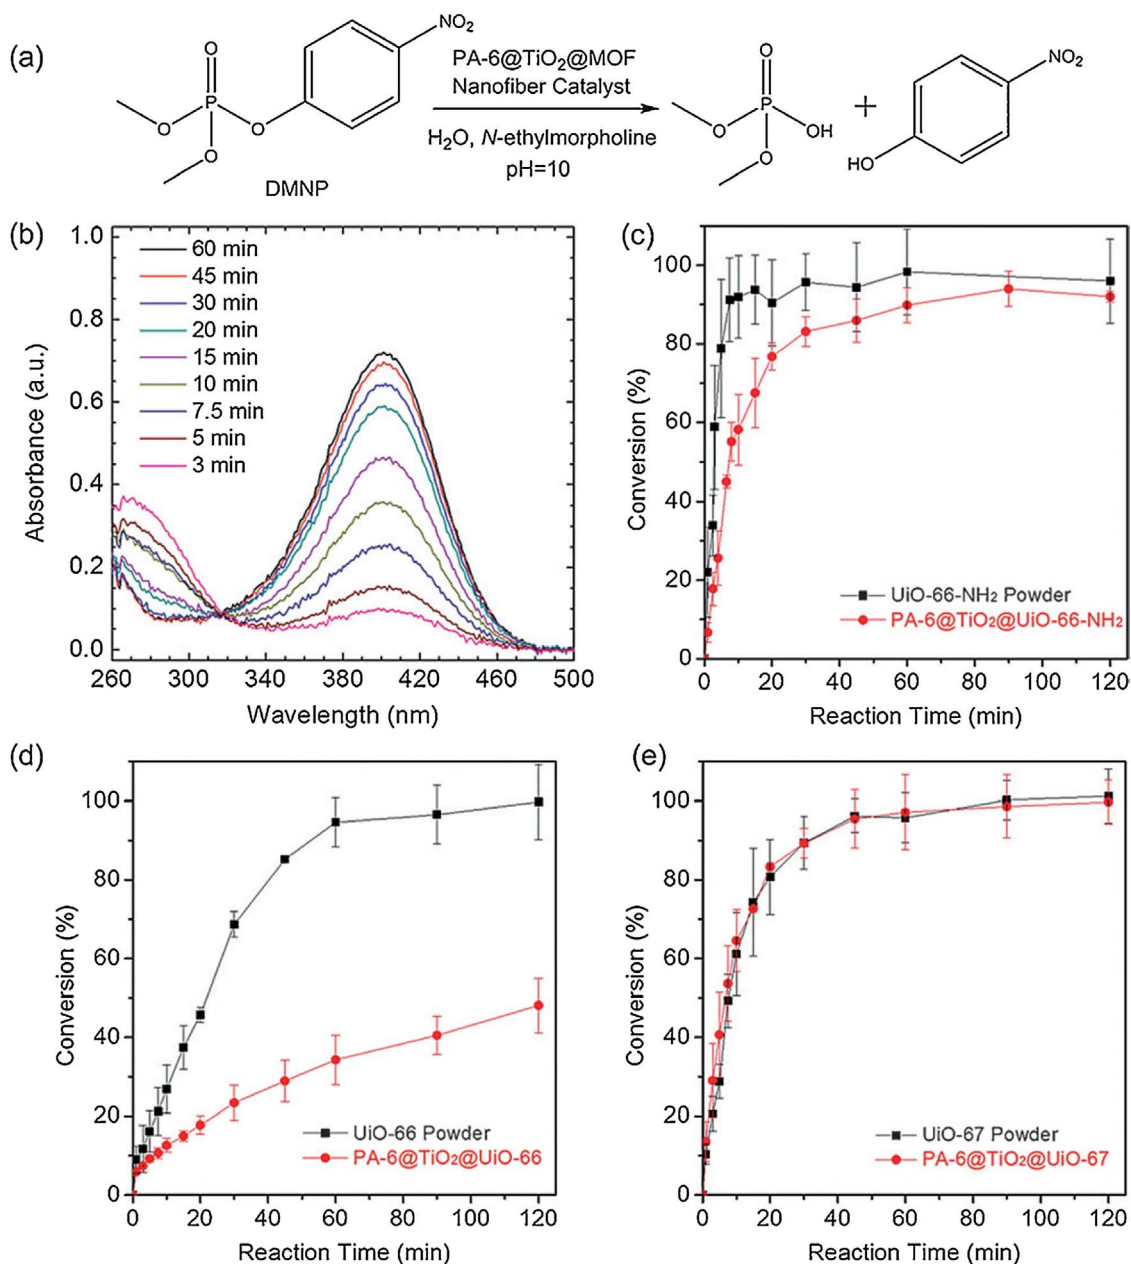 (a)
O
P
O
O
O
NO2
DMNP
PA-6@TiO2@MOF
Nanofiber Catalyst
H2O, N-ethylmorpholine
pH=10
O
P
O
OH
O
+
HO
NO2
(b)
1.0
0.8
0.6
0.4
0.2
0.0
Absorbance (a.u.)
60 min
45 min
30 min
20 min
15 min
10 min
7.5 min
5 min
3 min
260 300 340 380 420 460 500
Wavelength (nm)
(c)
100
80
60
40
20
0
Conversion (%)
UiO-66-NH2 Powder
PA-6@TiO2@UiO-66-NH2
0 20 40 60 80 100 120
Reaction Time (min)
(d)
100
80
60
40
20
0
Conversion (%)
UiO-66 Powder
PA-6@TiO2@UiO-66
0 20 40 60 80 100 120
Reaction Time (min)
(e)
100
80
60
40
20
0
Conversion (%)
UiO-67 Powder
PA-6@TiO2@UiO-67
0 20 40 60 80 100 120
Reaction Time (min)